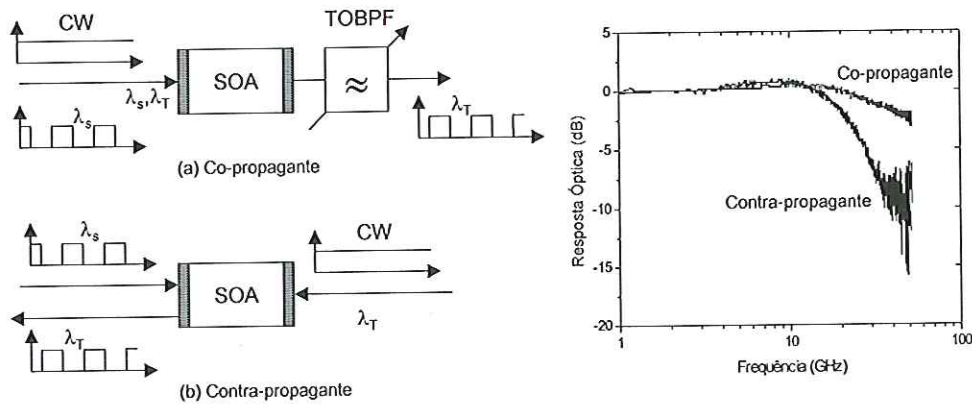 CW
TOBPF
SOA
≈
λs,λT
λs
λT
(a) Co-propagante
λs
CW
SOA
λT
λT
(b) Contra-propagante
5
0
-5
-10
-15
-20
Resposta Óptica (dB)
Co-propagante
Contra-propagante
1
10
100
Frequência (GHz)